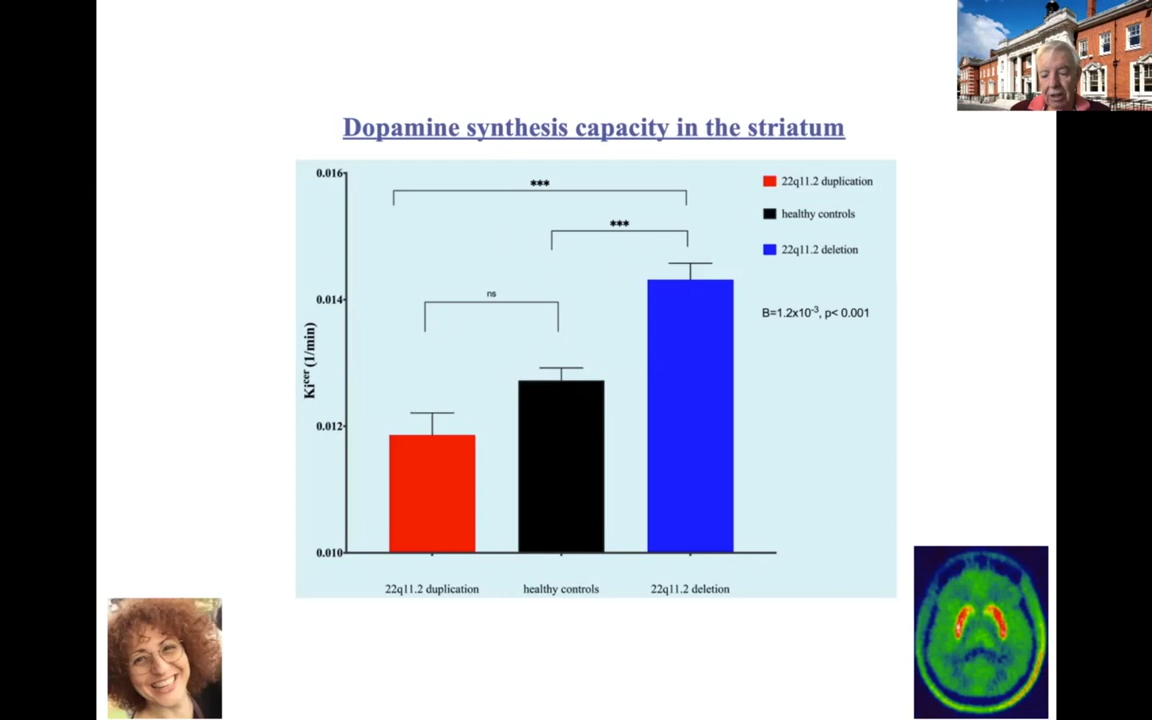 Dopamine synthesis capacity in the striatum
0.016
***
22q11.2 duplication
***
healthy controls
22q11.2 deletion
ns
0.014
B=1.2x10⁻³, p< 0.001
Ki^cer (1/min)
0.012
0.010
22q11.2 duplication
healthy controls
22q11.2 deletion